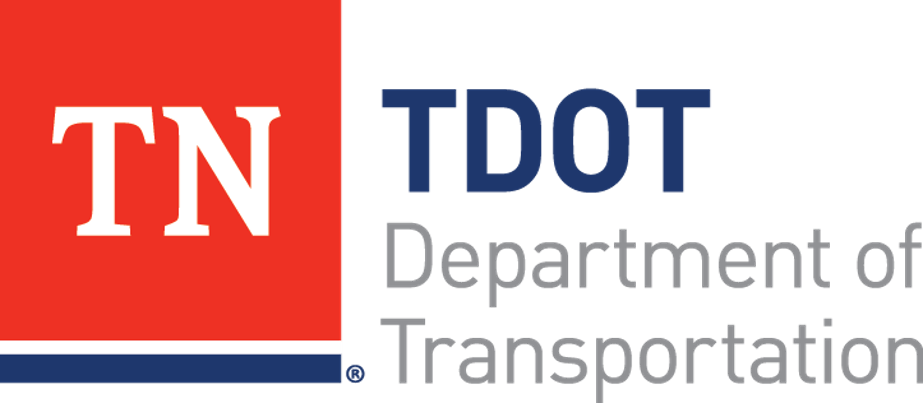 TN
®
TDOT
Department of
Transportation